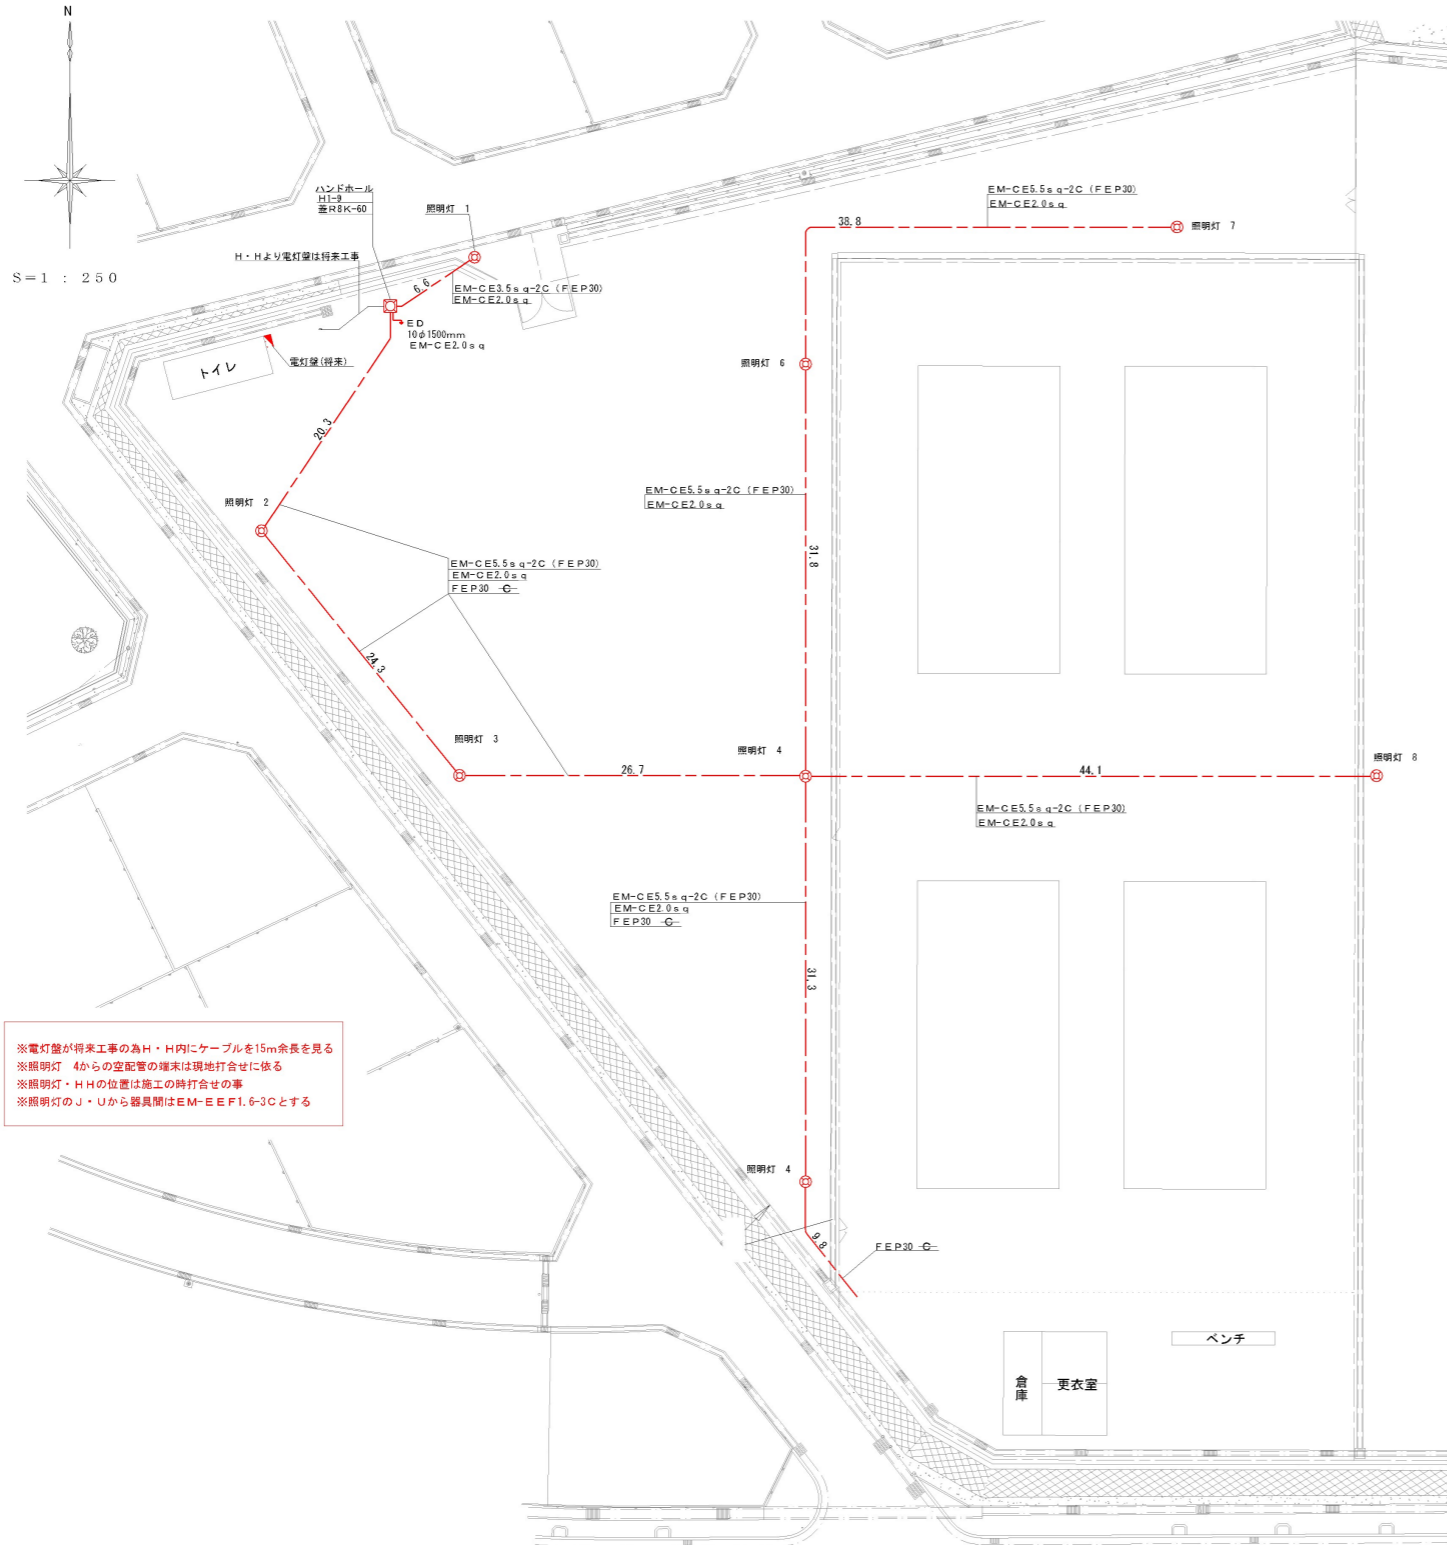 N
S=1 : 250
ハンドホール
H1-9
蓋R8K-60
照明灯 1
H・Hより電灯盤は将来工事
6.6
EM-CE3.5sq-2C (FEP30)
EM-CE2.0sq
ED
10φ1500mm
EM-CE2.0sq
トイレ
電灯盤(将来)
EM-CE5.5sq-2C (FEP30)
EM-CE2.0sq
38.8
照明灯 7
照明灯 6
20.3
照明灯 2
EM-CE5.5sq-2C (FEP30)
EM-CE2.0sq
31.8
EM-CE5.5sq-2C (FEP30)
EM-CE2.0sq
FEP30 C
24.3
照明灯 3
26.7
照明灯 4
44.1
照明灯 8
EM-CE5.5sq-2C (FEP30)
EM-CE2.0sq
EM-CE5.5sq-2C (FEP30)
EM-CE2.0sq
FEP30 C
31.3
※電灯盤が将来工事の為H・H内にケーブルを15m余長を見る
※照明灯 4からの空配管の端末は現地打合せに依る
※照明灯・HHの位置は施工の時打合せの事
※照明灯のJ・Uから器具間はEM-EEF1.6-3Cとする
照明灯 4
9.8
FEP30 C
ベンチ
倉庫
更衣室